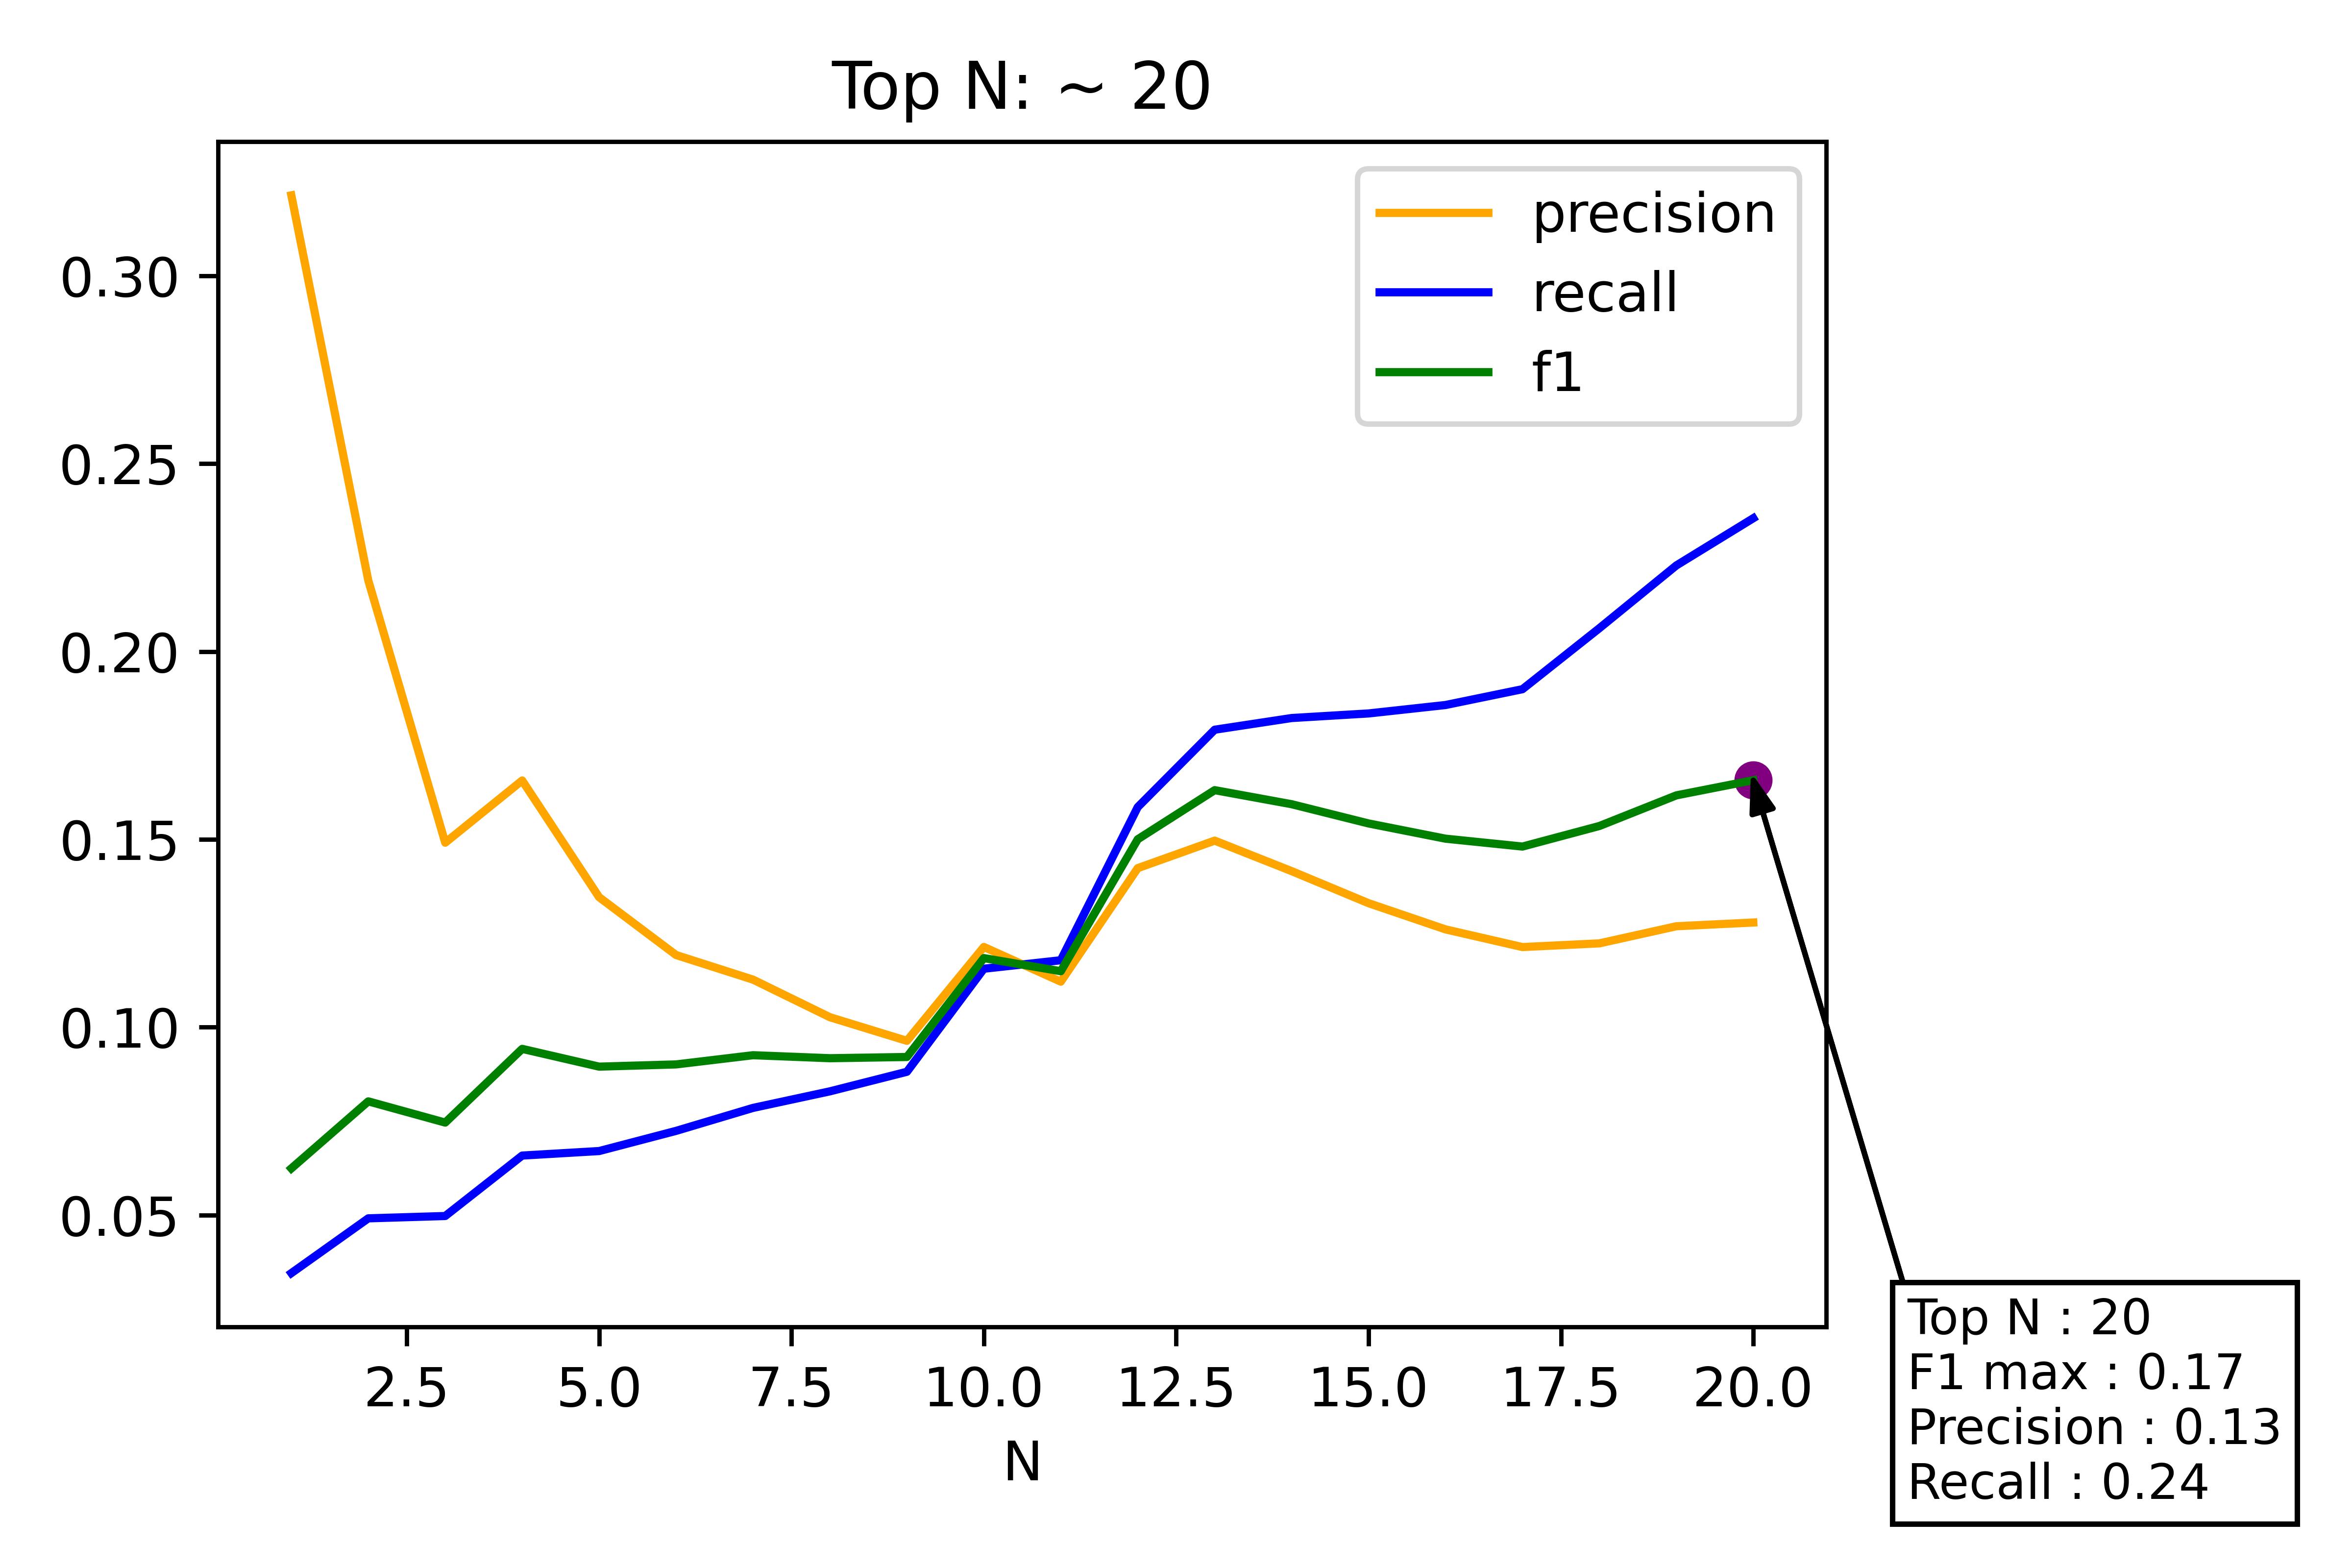 Top N: ~ 20
precision
recall
f1
0.30
0.25
0.20
0.15
0.10
0.05
2.5 5.0 7.5 10.0 12.5 15.0 17.5 20.0
N
Top N : 20
F1 max : 0.17
Precision : 0.13
Recall : 0.24